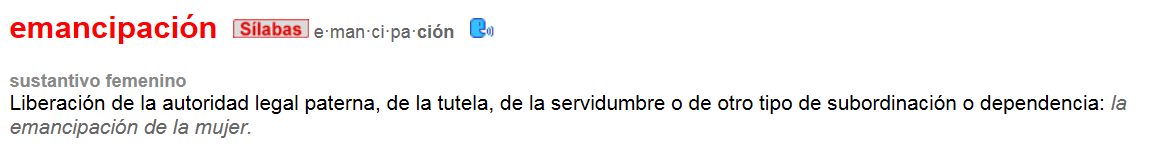 emancipación Sílabas e·man·ci·pa·ción
sustantivo femenino
Liberación de la autoridad legal paterna, de la tutela, de la servidumbre o de otro tipo de subordinación o dependencia: la
emancipación de la mujer.